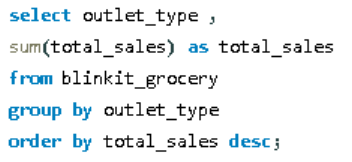 select outlet_type ,
sum(total_sales) as total_sales
from blinkit_grocery
group by outlet_type
order by total_sales desc;